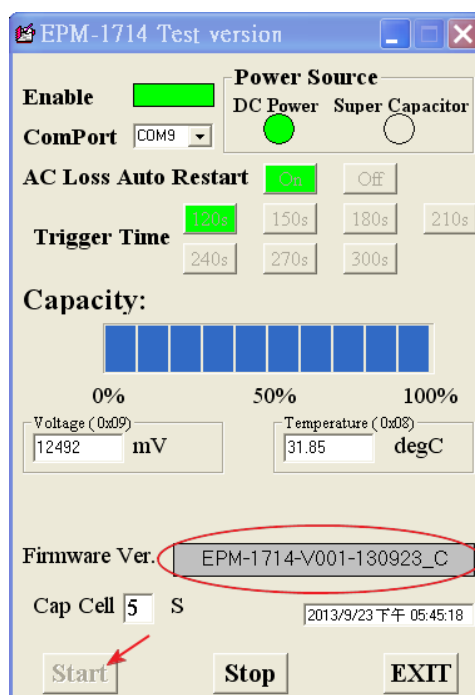 EPM-1714 Test version
Power Source
Enable
DC Power Super Capacitor
ComPort COM9
AC Loss Auto Restart On Off
120s 150s 180s 210s
Trigger Time
240s 270s 300s
Capacity:
0% 50% 100%
Voltage ( 0x09) Temperature ( 0x08)
12492 mV 31.85 degC
Firmware Ver. EPM-1714-V001-130923_C
Cap Cell 5 S
2013/9/23 下午 05:45:18
Start Stop EXIT